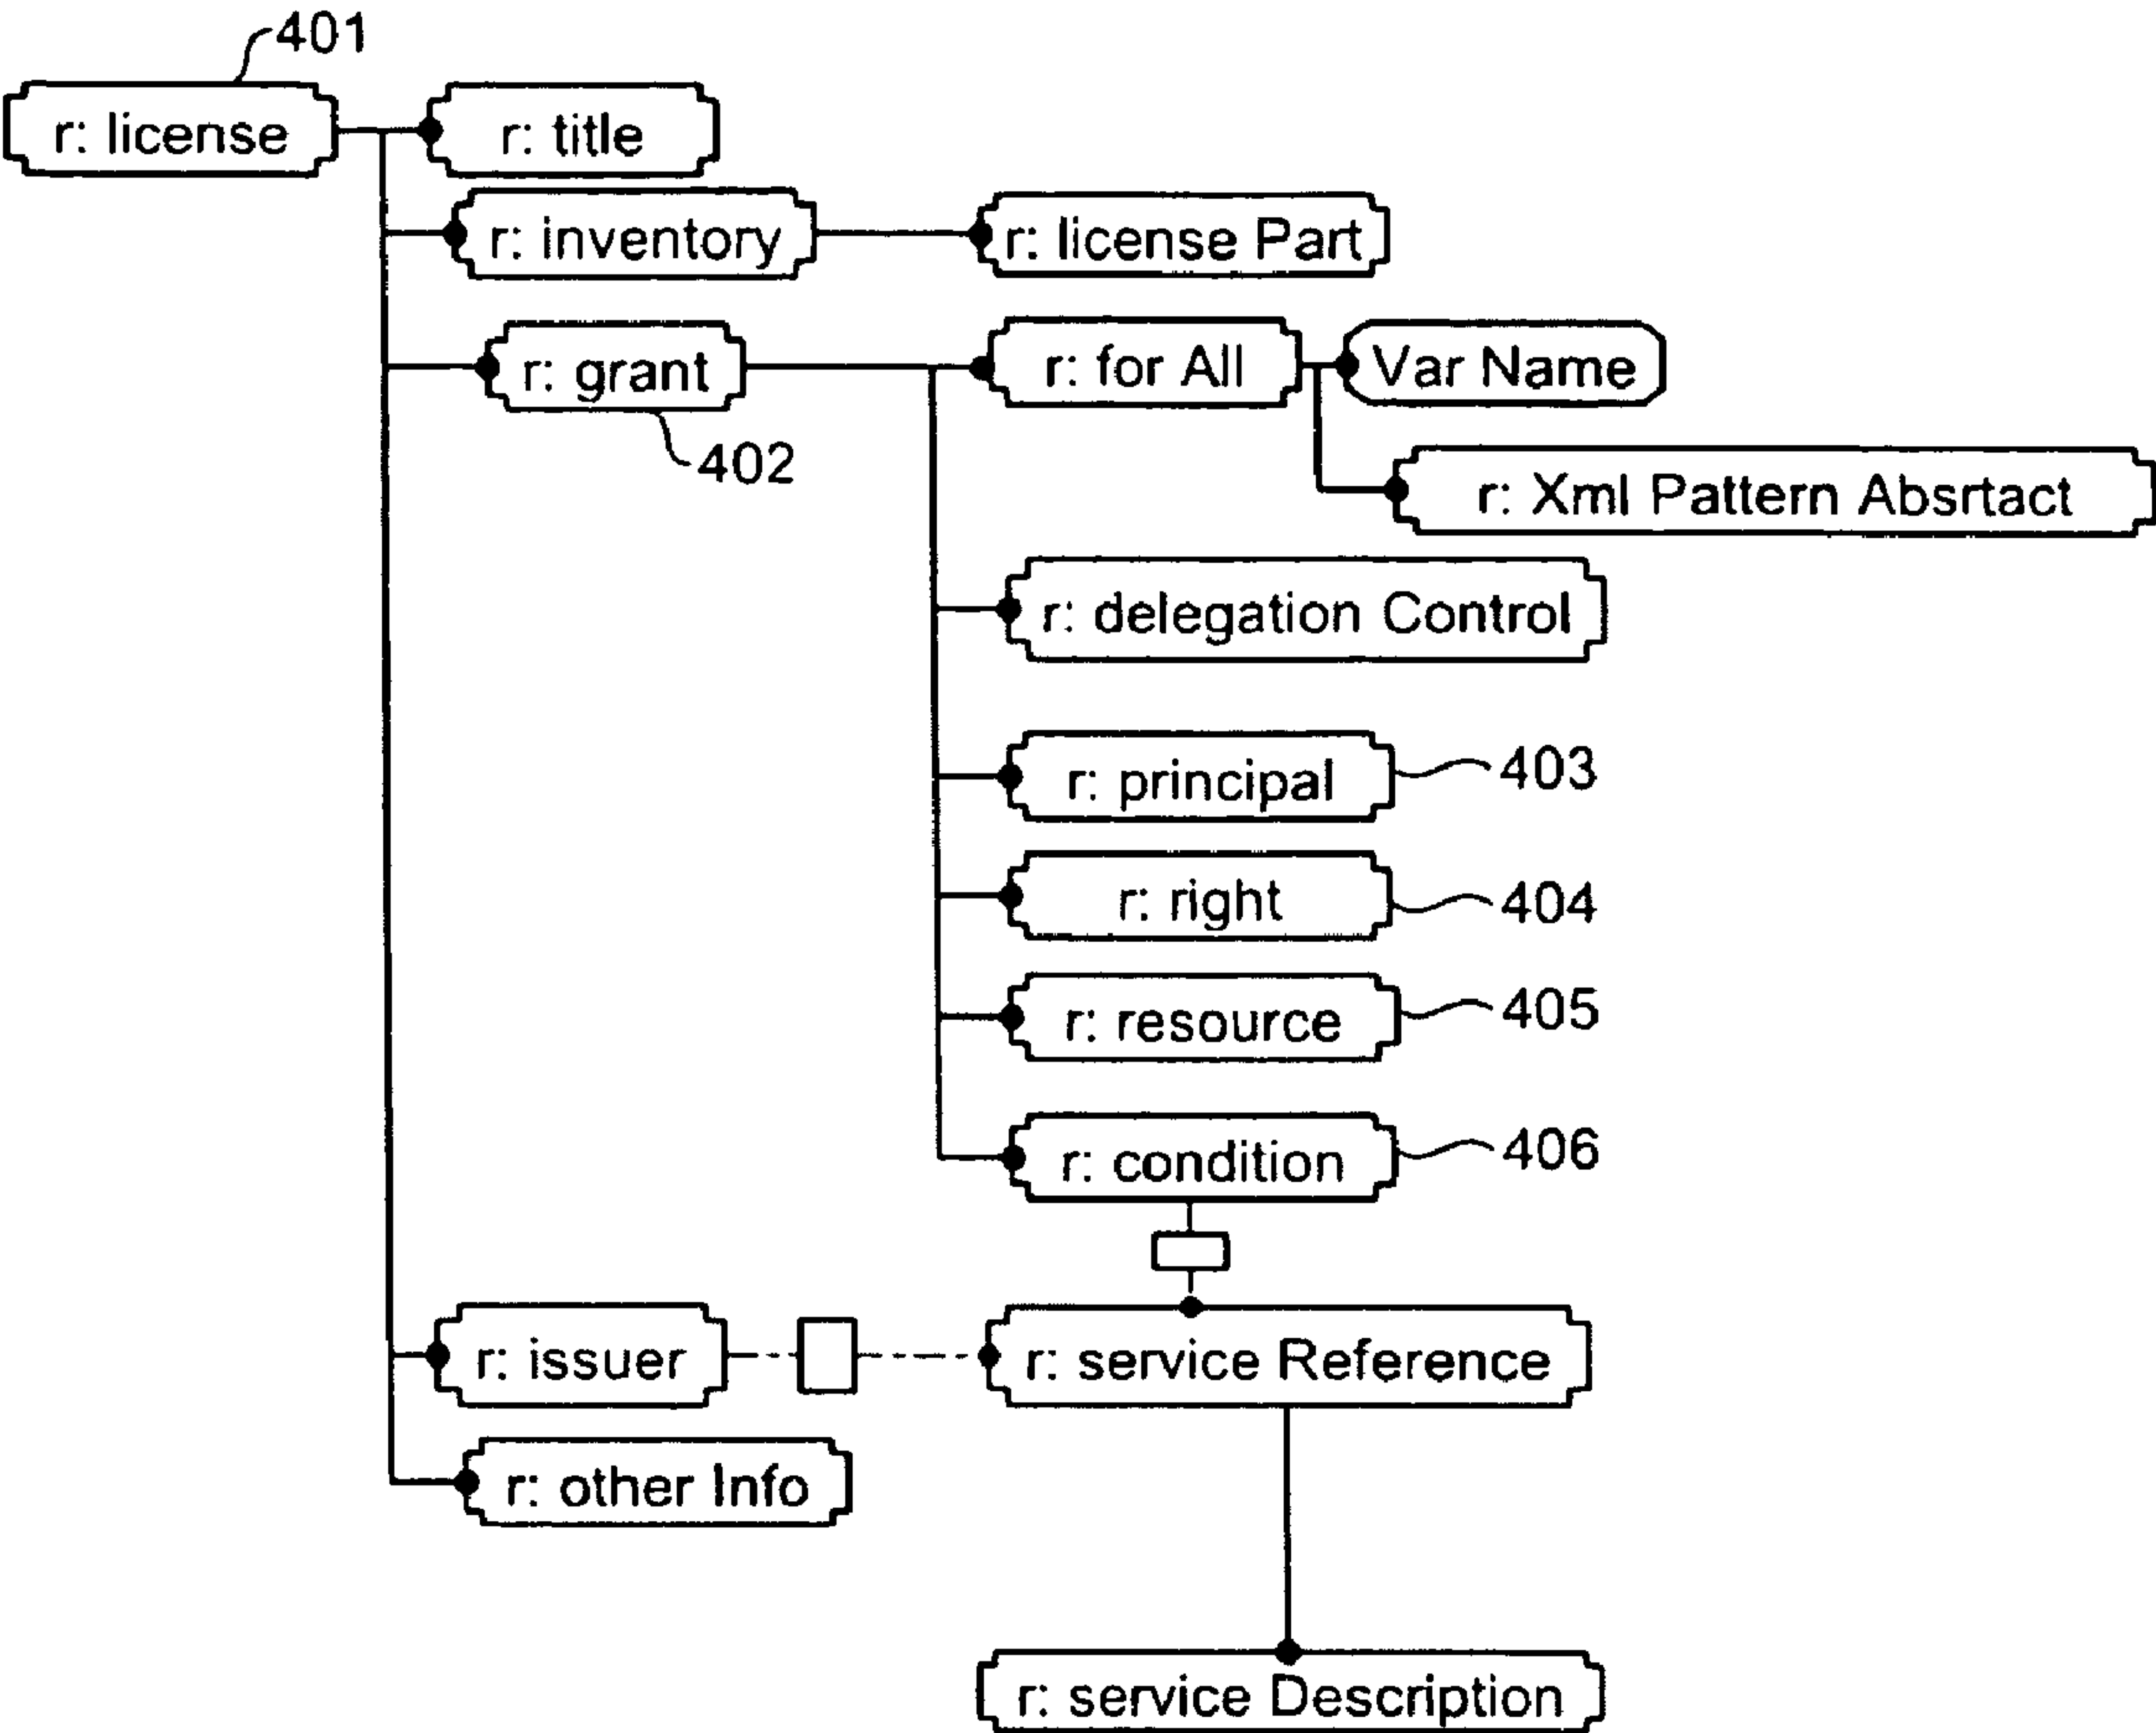 401
r: license
r: title
r: inventory
r: license Part
r: grant
402
r: for All
Var Name
r: Xml Pattern Absrtact
r: delegation Control
r: principal
403
r: right
404
r: resource
405
r: condition
406
r: issuer
r: service Reference
r: other Info
r: service Description